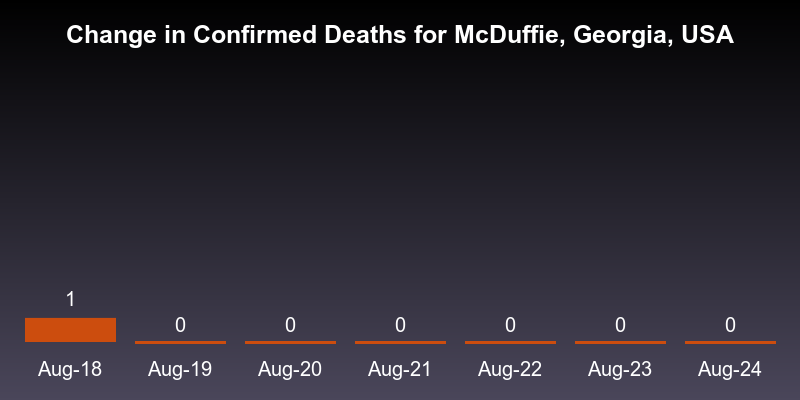 Change in Confirmed Deaths for McDuffie, Georgia, USA
1
0
0
0
0
0
0
Aug-18
Aug-19
Aug-20
Aug-21
Aug-22
Aug-23
Aug-24